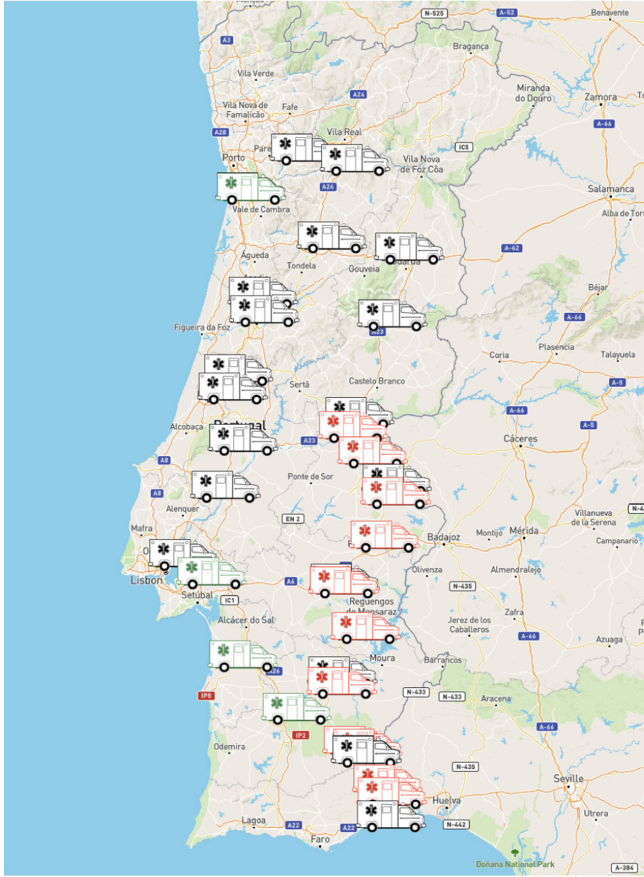 N-525
A-52
Benavente
A3
Bragança
Vila Verde
Miranda
do Douro
Zamora
A24
Vila Nova de
Famalicão
Fafe
A-66
A28
Vila Real
Porto
IC5
Vila Nova
de Foz Côa
A24
Salamanca
Vale de Cambra
Alba de Tor
Águeda
A-62
Tondela
Gouveia
Béjar
Figueira da Foz
A-66
A23
Plasencia
Coria
Talayuela
Sertã
Castelo Branco
A-5
A-66
Alcobaça
Portugal
A-5
A23
Cáceres
A8
Ponte de Sor
A8
Alenquer
Villanueva
de la Serena
EN 2
Mafra
Badajoz
Montijo
Mérida
Campanario
Lisbon
A6
Olivenza
Almendralejo
N-435
Setúbal
IC1
Reguengos
de Monsaraz
Zafra
Alcácer do Sal
Jerez de los
Caballeros
A-66
Azuaga
Moura
Barrancos
A26
IP8
N-433
N-433
Aracena
A-66
IP2
Odemira
N-435
Seville
Huelva
Utrera
Lagoa
A22
A22
N-442
Faro
Doñana National Park
A-384